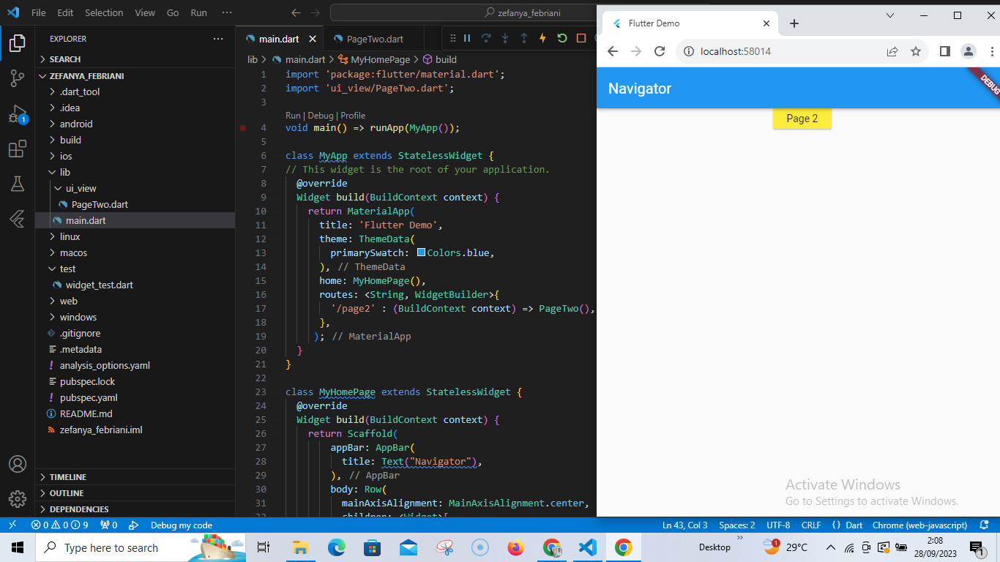 File Edit Selection View Go Run ···
zefanya_febriani
EXPLORER
SEARCH
ZEFANYA_FEBRIANI
.dart_tool
.idea
android
build
ios
lib
ui_view
PageTwo.dart
main.dart
linux
macos
test
widget_test.dart
web
windows
.gitignore
.metadata
analysis_options.yaml
pubspec.lock
pubspec.yaml
README.md
zefanya_febriani.iml
TIMELINE
OUTLINE
DEPENDENCIES
1
main.dart PageTwo.dart
lib > main.dart > MyHomePage > build
1 import 'package:flutter/material.dart';
2 import 'ui_view/PageTwo.dart';
3
Run | Debug | Profile
4 void main() => runApp(MyApp());
5
6 class MyApp extends StatelessWidget {
7 // This widget is the root of your application.
8 @override
9 Widget build(BuildContext context) {
10 return MaterialApp(
11 title: 'Flutter Demo',
12 theme: ThemeData(
13 primarySwatch: Colors.blue,
14 ), // ThemeData
15 home: MyHomePage(),
16 routes: <String, WidgetBuilder>{
17 '/page2' : (BuildContext context) => PageTwo(),
18 },
19 ); // MaterialApp
20 }
21 }
22
23 class MyHomePage extends StatelessWidget {
24 @override
25 Widget build(BuildContext context) {
26 return Scaffold(
27 appBar: AppBar(
28 title: Text("Navigator"),
29 ), // AppBar
30 body: Row(
31 mainAxisAlignment: MainAxisAlignment.center,
32 children: <Widget>[
Flutter Demo
localhost:58014
Navigator
DEBUG
Page 2
Activate Windows
Go to Settings to activate Windows.
0 0 9 0 Debug my code
Ln 43, Col 3 Spaces: 2 UTF-8 CRLF { } Dart Chrome (web-javascript)
Type here to search
Desktop
1
29°C
2:08
28/09/2023
1